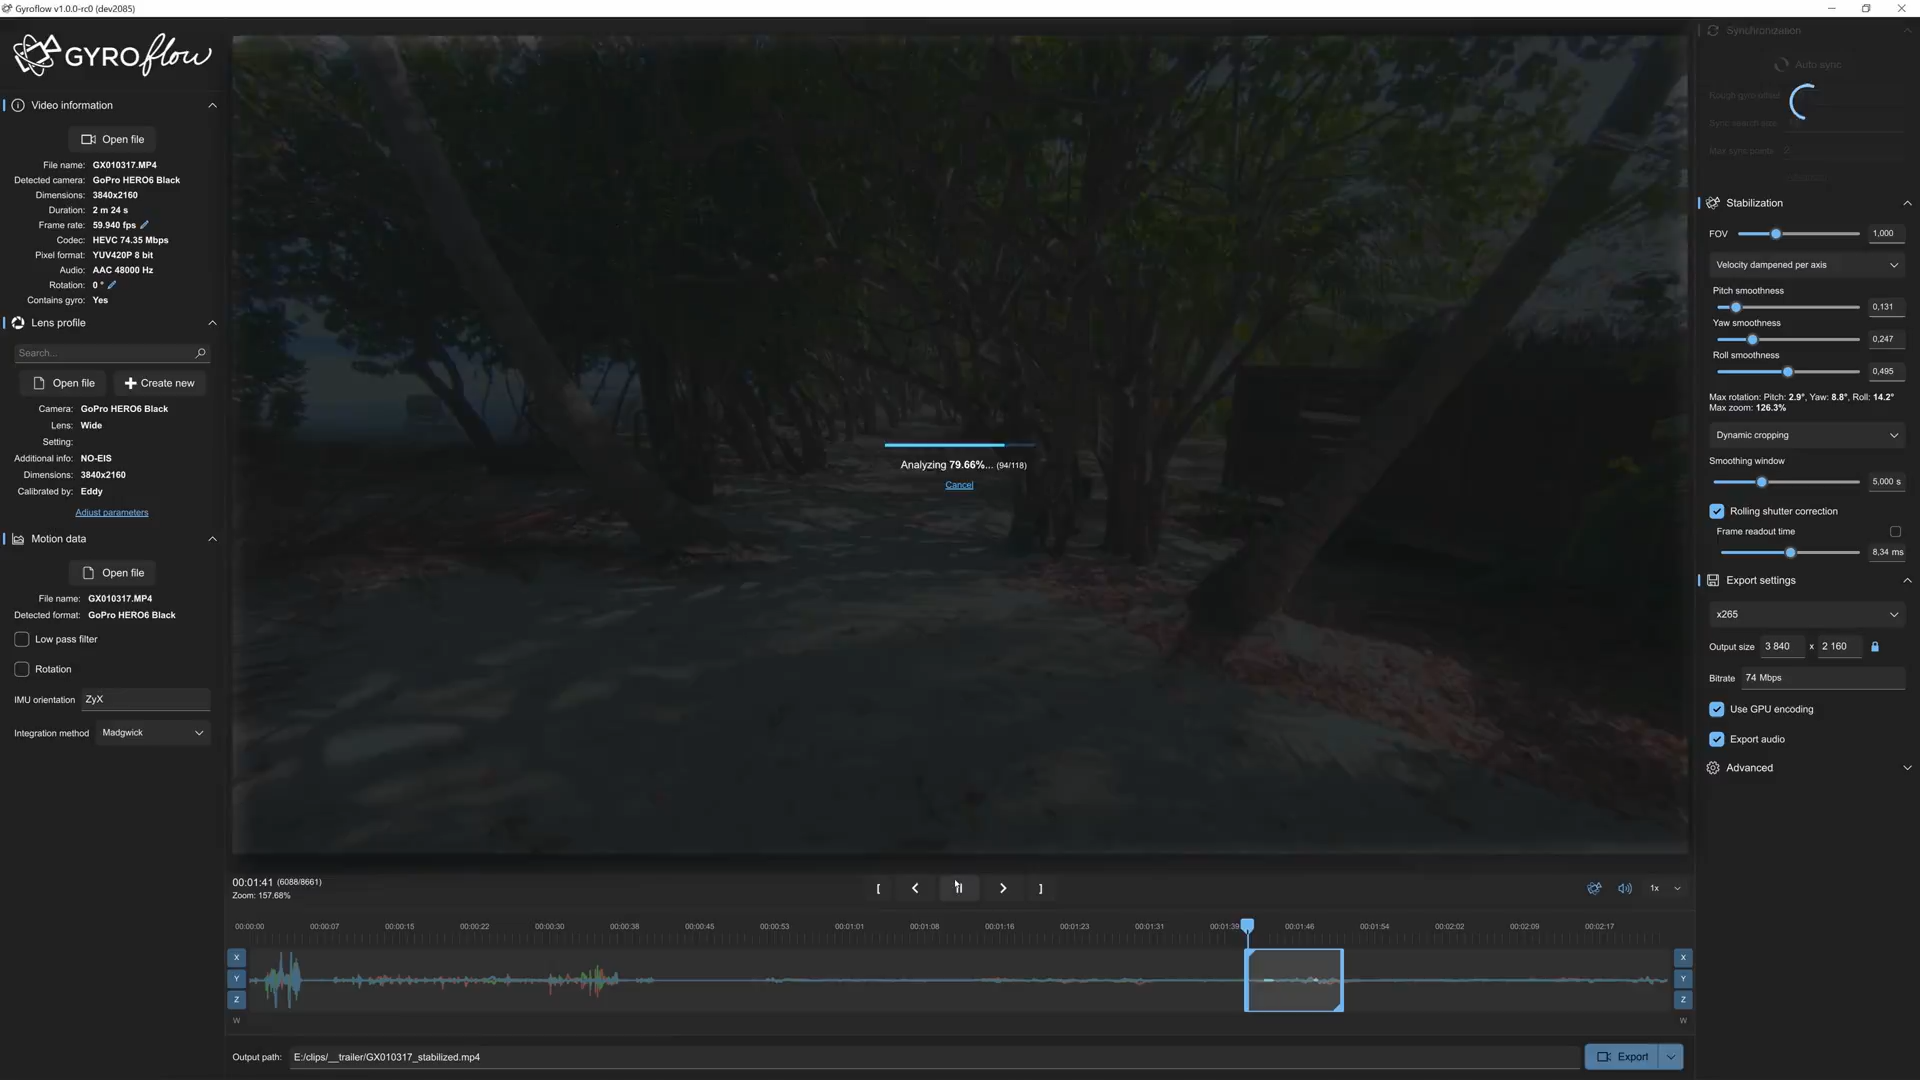 Gyroflow v1.0.0-rc0 (dev2085)
GYROflow
Video information
Open file
File name: GX010317.MP4
Detected camera: GoPro HERO6 Black
Dimensions: 3840x2160
Duration: 2 m 24 s
Frame rate: 59.940 fps
Codec: HEVC 74.35 Mbps
Pixel format: YUV420P 8 bit
Audio: AAC 48000 Hz
Rotation: 0 °
Contains gyro: Yes
Lens profile
Search...
Open file
Create new
Camera: GoPro HERO6 Black
Lens: Wide
Setting:
Additional info: NO-EIS
Dimensions: 3840x2160
Calibrated by: Eddy
Adjust parameters
Motion data
Open file
File name: GX010317.MP4
Detected format: GoPro HERO6 Black
Low pass filter
Rotation
IMU orientation ZyX
Integration method Madgwick
Analyzing 79.66%... (94/118)
Cancel
00:01:41 (6088/8661)
Zoom: 157.68%
[ ]
1x
00:00:00 00:00:07 00:00:15 00:00:22 00:00:30 00:00:38 00:00:45 00:00:53 00:01:01 00:01:08 00:01:16 00:01:23 00:01:31 00:01:39 00:01:46 00:01:54 00:02:02 00:02:09 00:02:17
X X
Y Y
Z Z
W W
Output path: E:/clips/__trailer/GX010317_stabilized.mp4
Export
Synchronization
Auto sync
Rough gyro offset
Sync search size
Max sync points 2
Stabilization
FOV 1,000
Velocity dampened per axis
Pitch smoothness
0,131
Yaw smoothness
0,247
Roll smoothness
0,495
Max rotation: Pitch: 2.9°, Yaw: 8.8°, Roll: 14.2°
Max zoom: 126.3%
Dynamic cropping
Smoothing window
5,000 s
Rolling shutter correction
Frame readout time
8,34 ms
Export settings
x265
Output size 3 840 x 2 160
Bitrate 74 Mbps
Use GPU encoding
Export audio
Advanced